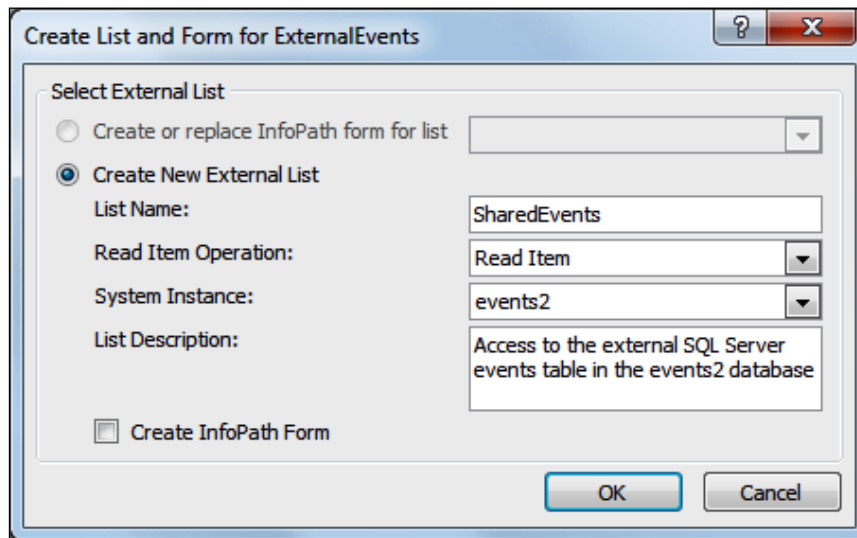 Create List and Form for ExternalEvents
? X
Select External List
Create or replace InfoPath form for list
Create New External List
List Name:
SharedEvents
Read Item Operation:
Read Item
System Instance:
events2
List Description:
Access to the external SQL Server
events table in the events2 database
Create InfoPath Form
OK
Cancel